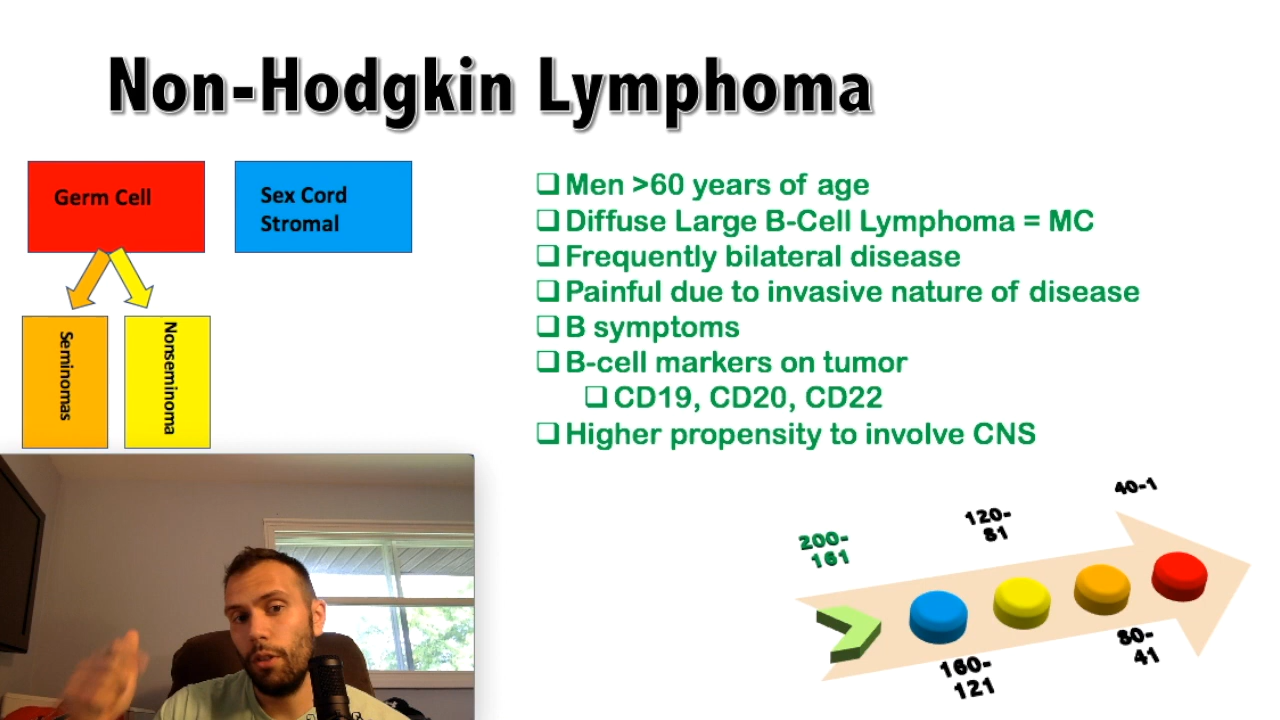 Non-Hodgkin Lymphoma
Germ Cell
Sex Cord
Stromal
Seminomas
Nonseminoma
❑ Men >60 years of age
❑ Diffuse Large B-Cell Lymphoma = MC
❑ Frequently bilateral disease
❑ Painful due to invasive nature of disease
❑ B symptoms
❑ B-cell markers on tumor
❑ CD19, CD20, CD22
❑ Higher propensity to involve CNS
200-
161
160-
121
120-
81
80-
41
40-1